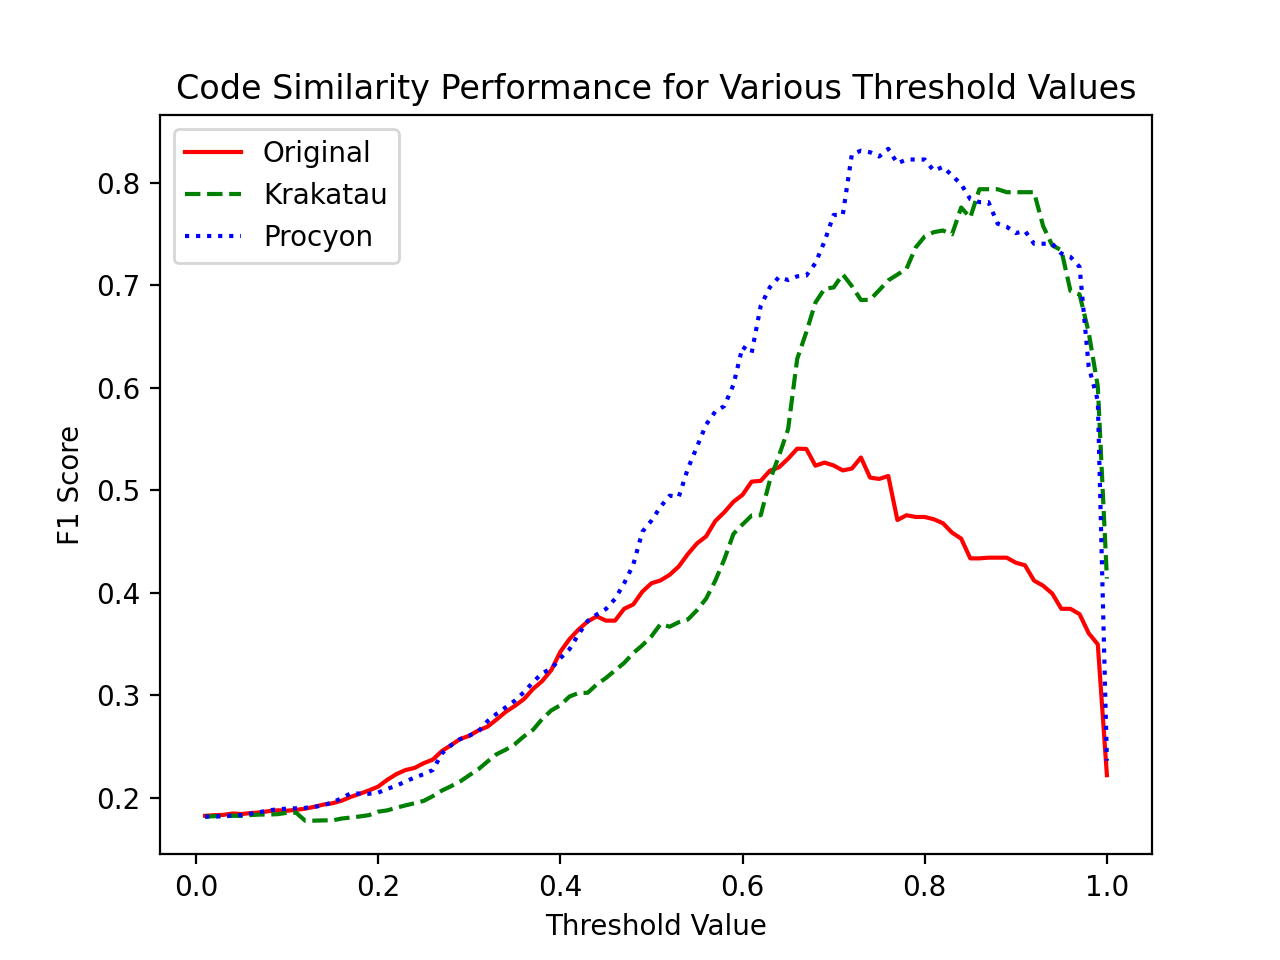 Code Similarity Performance for Various Threshold Values
Original
Krakatau
Procyon
F1 Score
0.8
0.7
0.6
0.5
0.4
0.3
0.2
0.0 0.2 0.4 0.6 0.8 1.0
Threshold Value